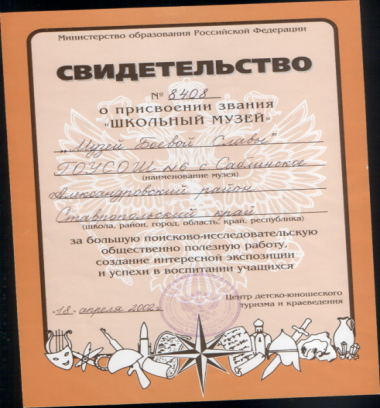 Министерство образования Российской Федерации
СВИДЕТЕЛЬСТВО
№ 8408
о присвоении звания
"ШКОЛЬНЫЙ МУЗЕЙ"
„Музей Боевой Славы"
ГОУСОШ №6 с Саблинское
(наименование музея)
Александровский район
Ставропольский край
(школа, район, город, область, край, республика)
за большую поисково-исследовательскую
общественно полезную работу,
создание интересной экспозиции
и успехи в воспитании учащихся
Центр детско-юношеского
туризма и краеведения
"18" апреля 2002г